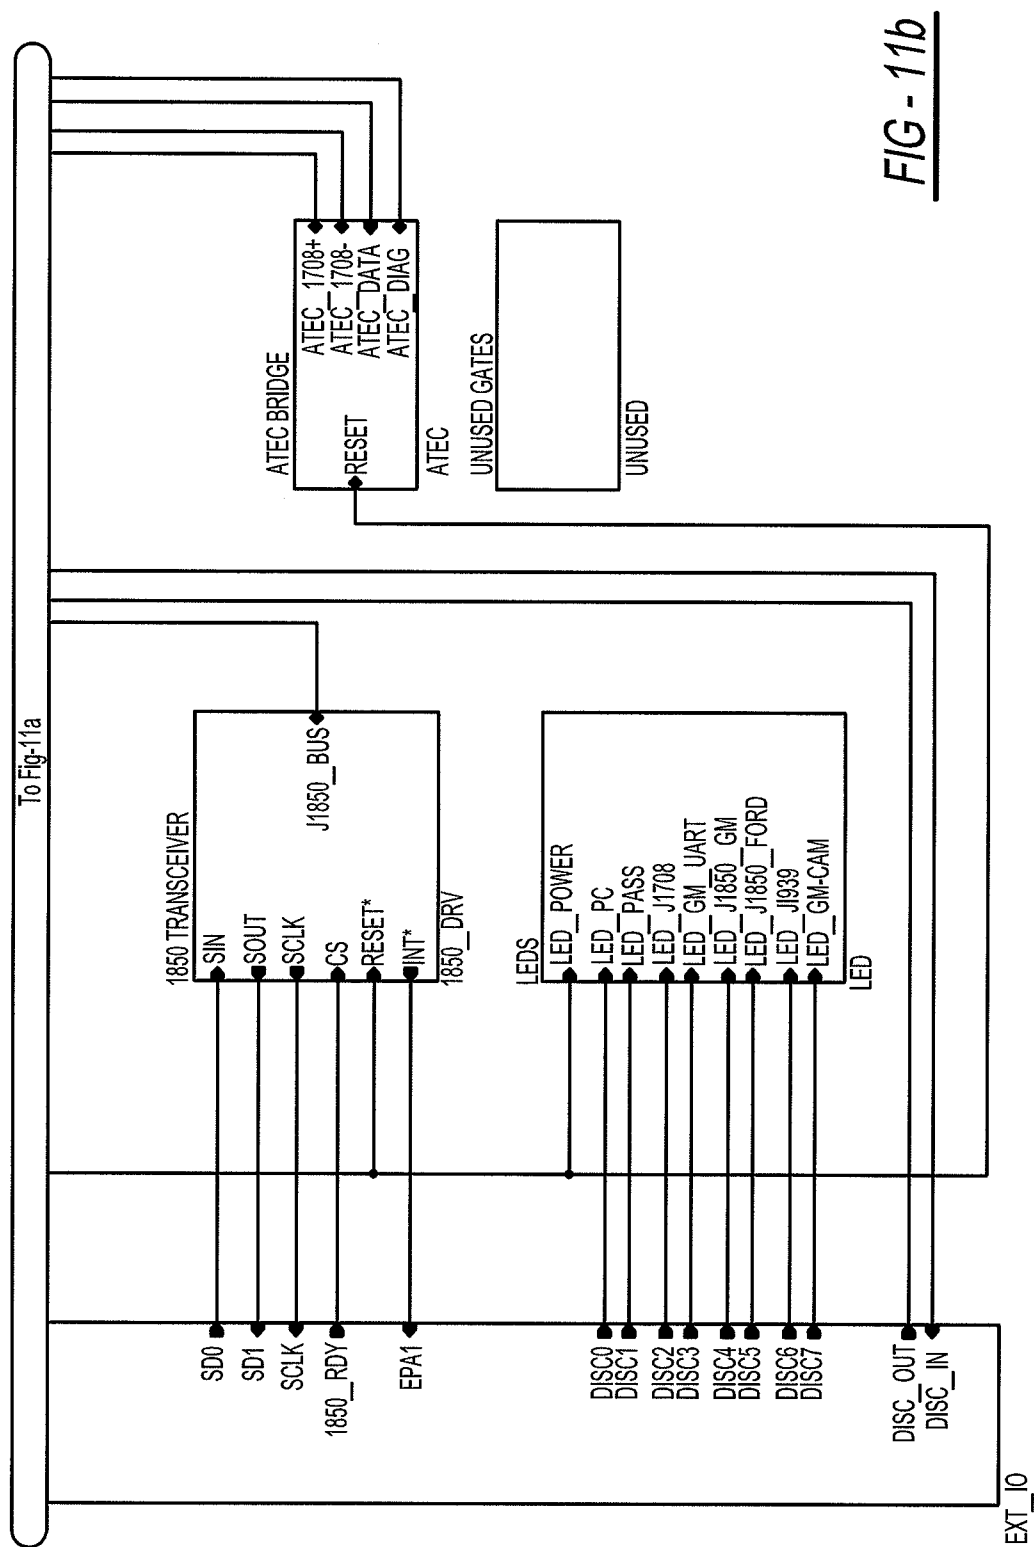 To Fig-11a
EXT_IO
SD0
SD1
SCLK
1850_RDY
EPA1
DISC0
DISC1
DISC2
DISC3
DISC4
DISC5
DISC6
DISC7
DISC_OUT
DISC_IN
1850 TRANSCEIVER
SIN
SOUT
SCLK
CS
RESET*
INT*
J1850_BUS
1850_DRV
LEDS
LED_POWER
LED_PC
LED_PASS
LED_J1708
LED_GM_UART
LED_J1850_GM
LED_J1850_FORD
LED_JI939
LED_GM-CAM
LED
ATEC BRIDGE
RESET
ATEC_1708+
ATEC_1708-
ATEC_DATA
ATEC_DIAG
ATEC
UNUSED GATES
UNUSED
FIG - 11b